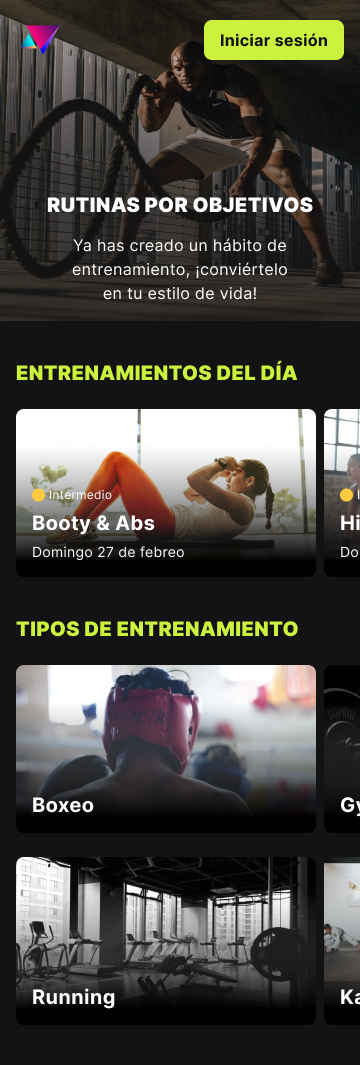 Iniciar sesión
RUTINAS POR OBJETIVOS
Ya has creado un hábito de
entrenamiento, ¡conviértelo
en tu estilo de vida!
ENTRENAMIENTOS DEL DÍA
Intermedio
Booty & Abs
Domingo 27 de febreo
Hi
Do
TIPOS DE ENTRENAMIENTO
Boxeo
Gy
Running
Ka